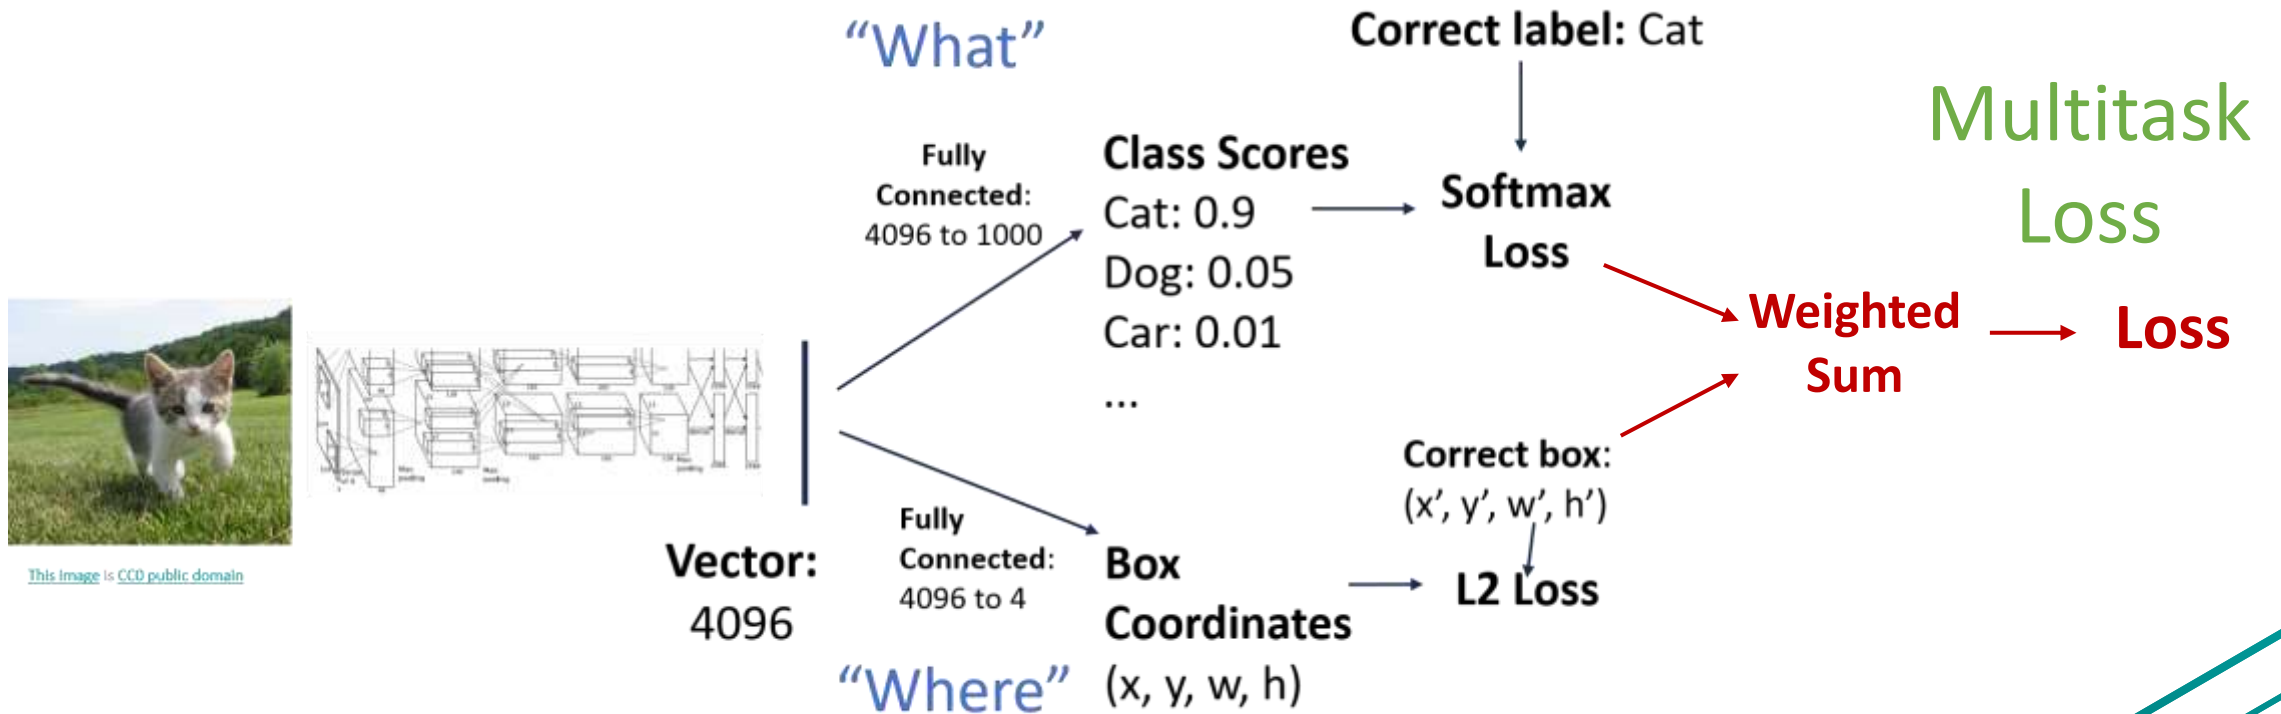 “What”
Correct label: Cat
Multitask
Loss
Fully
Connected:
4096 to 1000
Class Scores
Cat: 0.9
Dog: 0.05
Car: 0.01
...
Softmax
Loss
Weighted
Sum
Loss
This image is CC0 public domain
Vector:
4096
Fully
Connected:
4096 to 4
“Where”
Box
Coordinates
(x, y, w, h)
Correct box:
(x’, y’, w’, h’)
L2 Loss